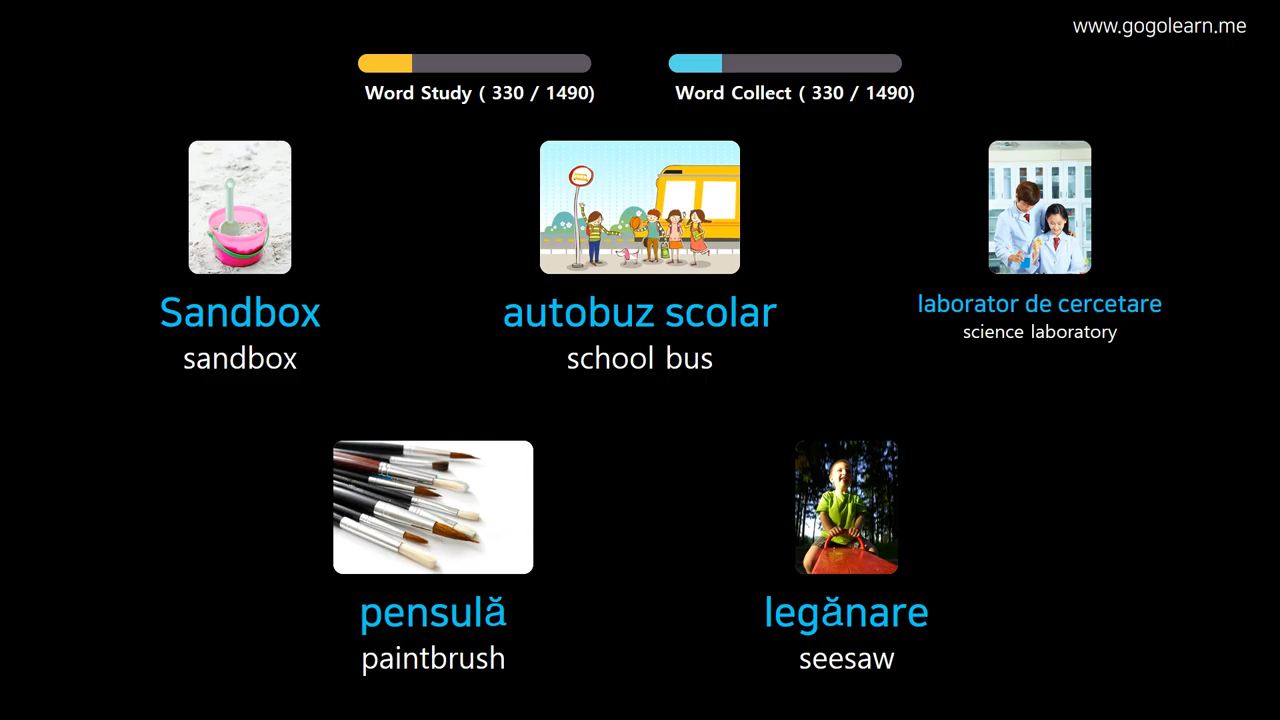 www.gogolearn.me
Word Study ( 330 / 1490)
Word Collect ( 330 / 1490)
Sandbox
sandbox
autobuz scolar
school bus
laborator de cercetare
science laboratory
pensulă
paintbrush
legănare
seesaw